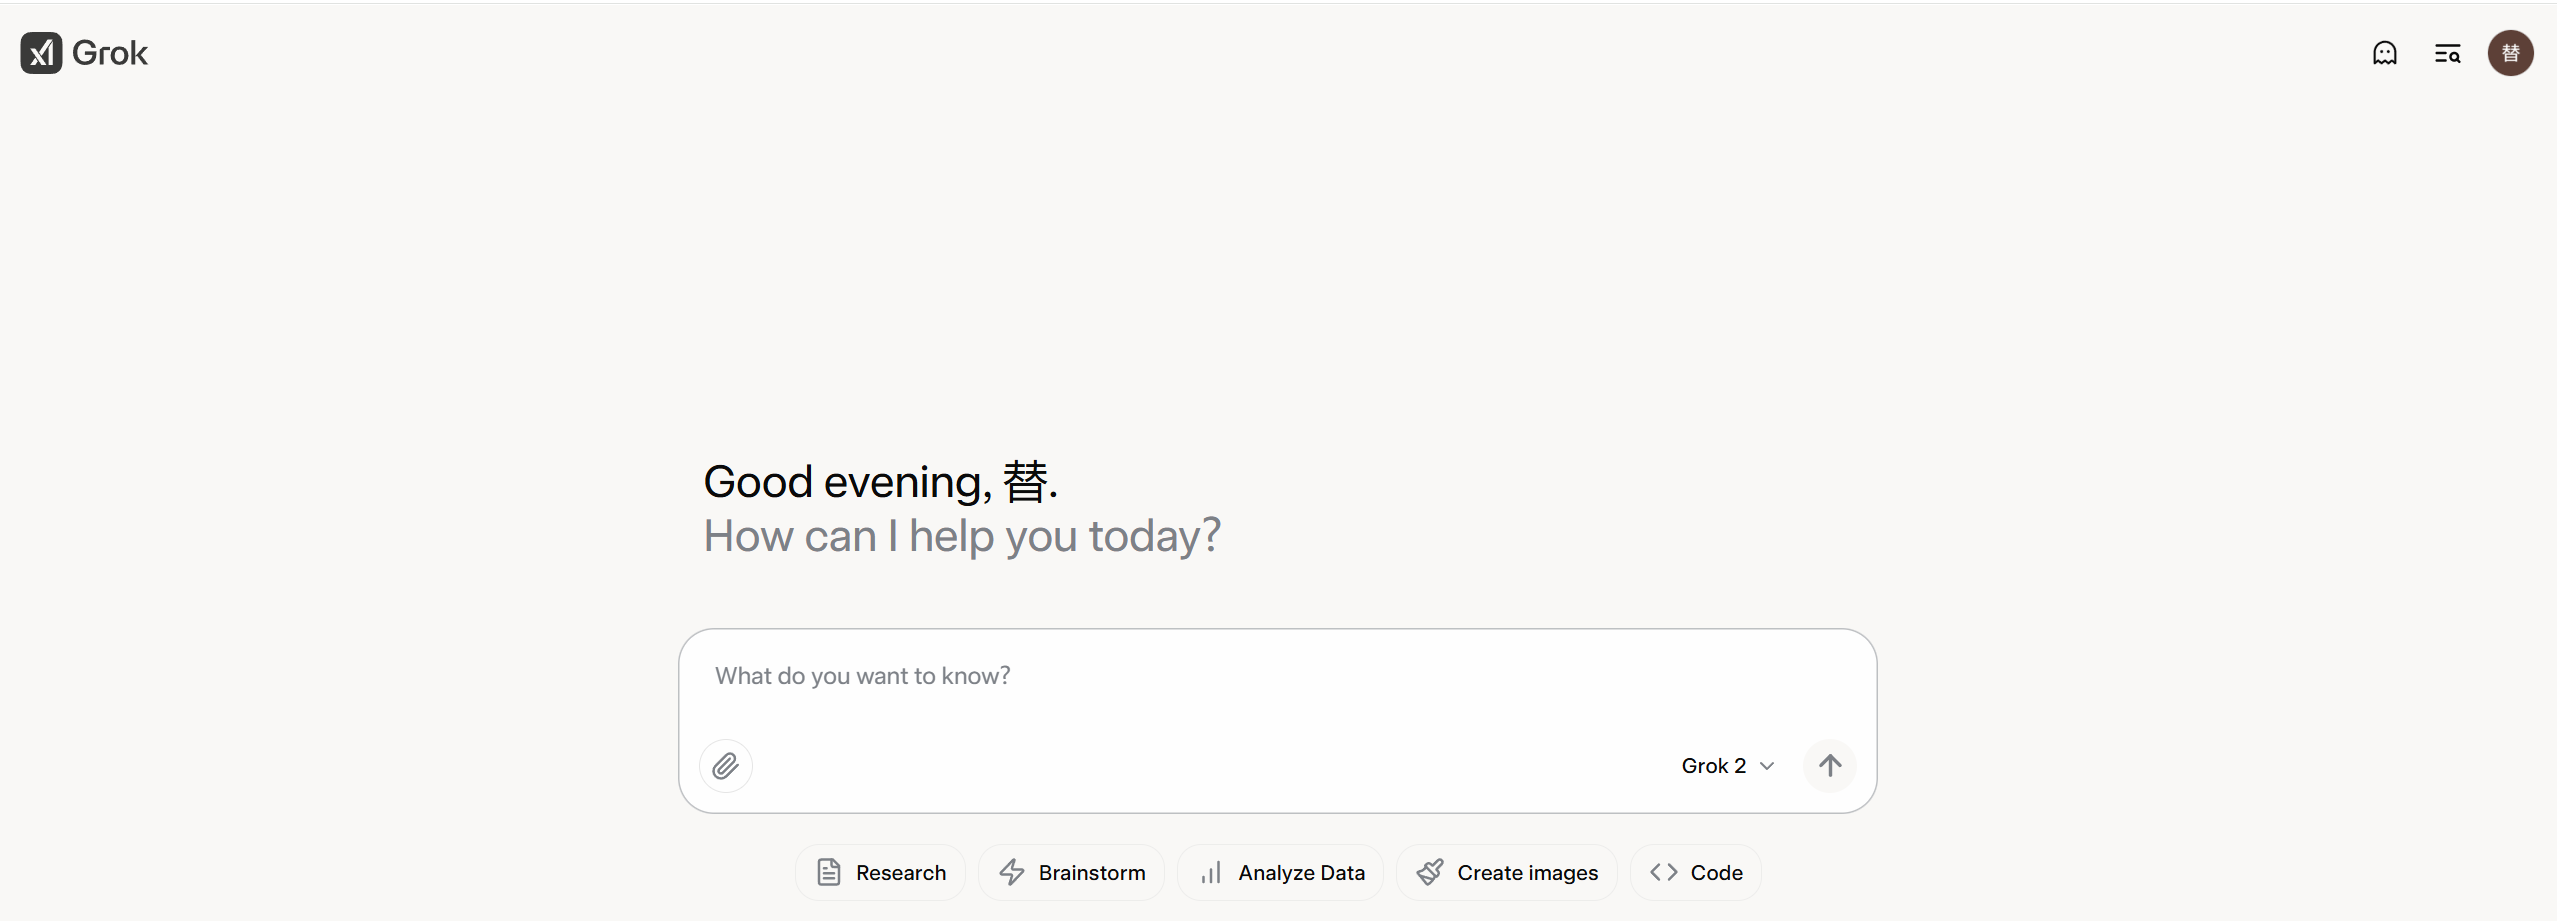 Grok
替
Good evening, 替.
How can I help you today?
What do you want to know?
Grok 2
Research
Brainstorm
Analyze Data
Create images
Code